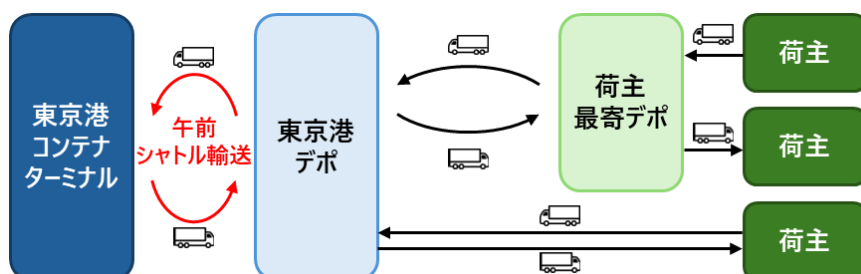 東京港
コンテナ
ターミナル
午前
シャトル輸送
東京港
デポ
荷主
最寄デポ
荷主
荷主
荷主